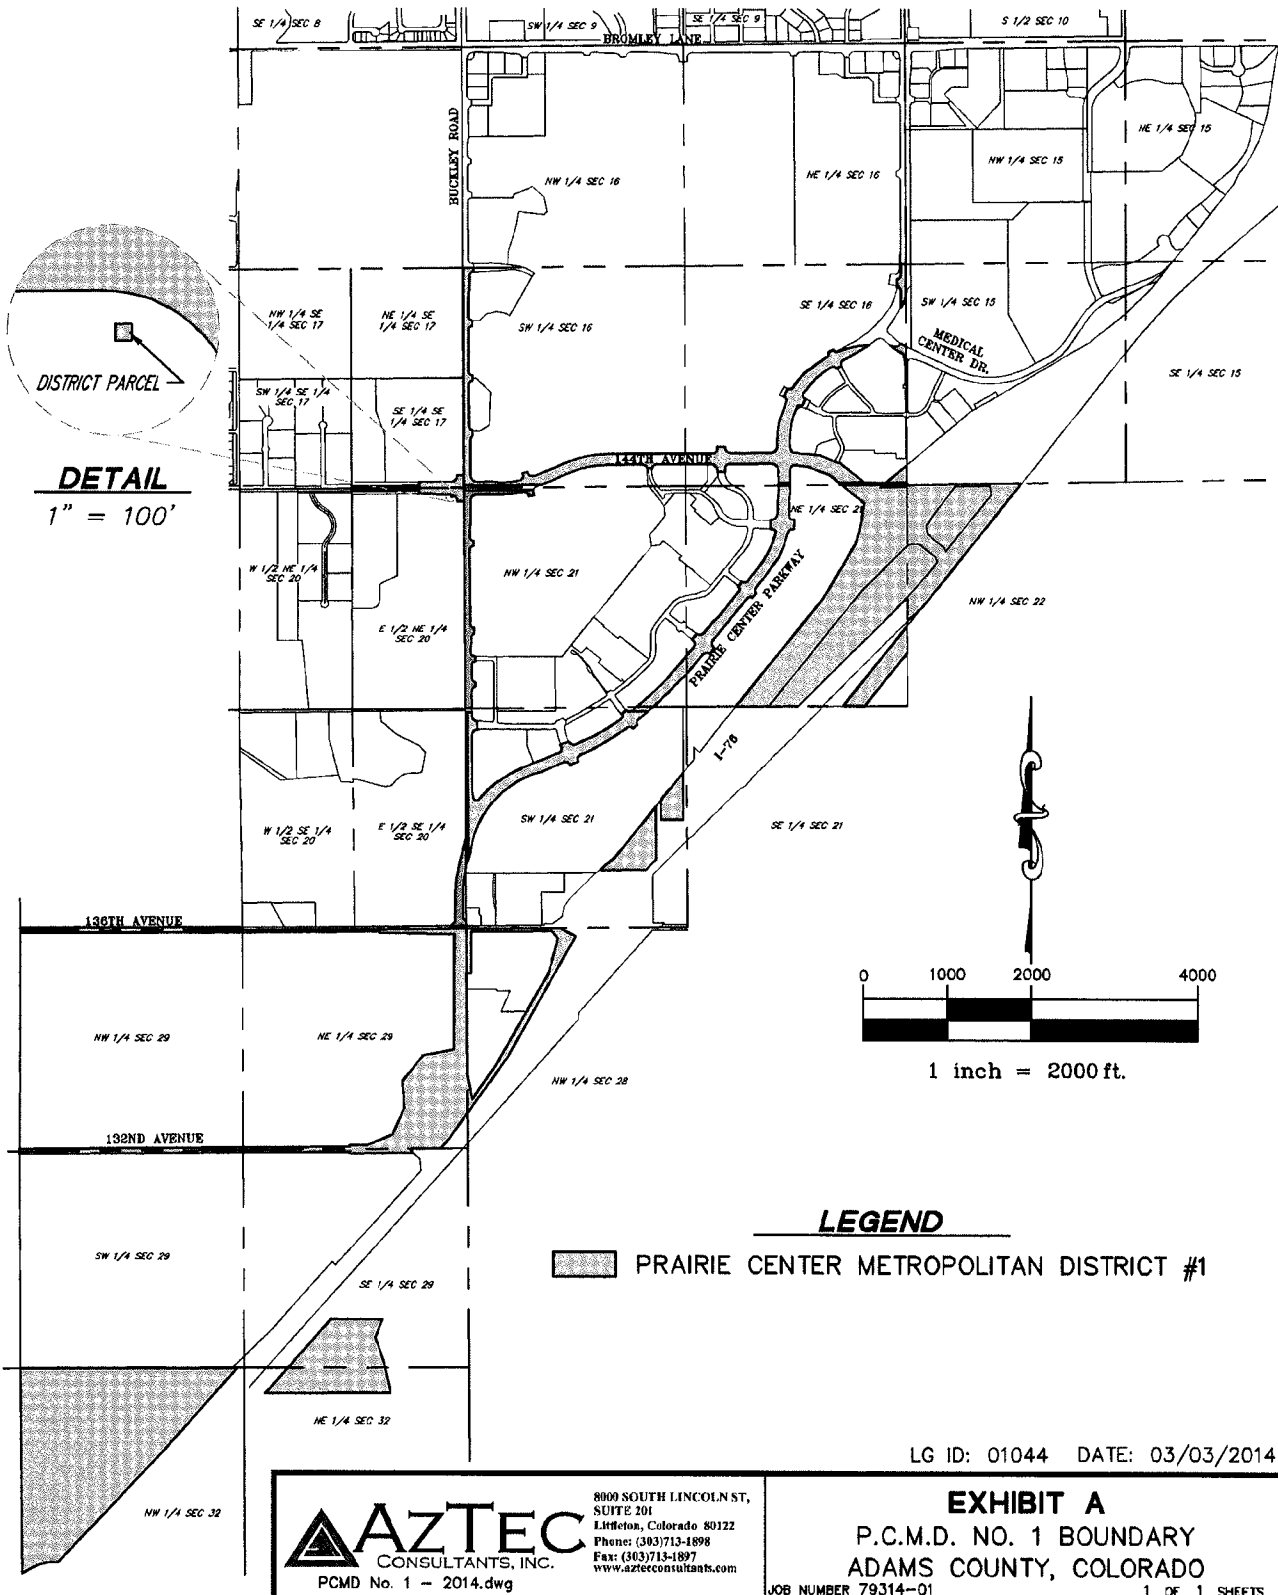 SE 1/4 SEC 8
SW 1/4 SEC 9
SE 1/4 SEC 9
S 1/2 SEC 10
BROMLEY LANE
BUCKLEY ROAD
NE 1/4 SEC 15
NW 1/4 SEC 15
NW 1/4 SEC 16
NE 1/4 SEC 16
NW 1/4 SE
1/4 SEC 17
NE 1/4 SE
1/4 SEC 17
SW 1/4 SEC 16
SE 1/4 SEC 16
SW 1/4 SEC 15
MEDICAL
CENTER DR.
SE 1/4 SEC 15
DISTRICT PARCEL
SW 1/4 SE 1/4
SEC 17
SE 1/4 SE
1/4 SEC 17
DETAIL
1" = 100'
144TH AVENUE
NE 1/4 SEC 21
W 1/2 NE 1/4
SEC 20
NW 1/4 SEC 21
PRAIRIE CENTER PARKWAY
NW 1/4 SEC 22
E 1/2 NE 1/4
SEC 20
I-76
W 1/2 SE 1/4
SEC 20
E 1/2 SE 1/4
SEC 20
SW 1/4 SEC 21
SE 1/4 SEC 21
136TH AVENUE
0 1000 2000 4000
1 inch = 2000 ft.
NW 1/4 SEC 29
NE 1/4 SEC 29
NW 1/4 SEC 28
132ND AVENUE
LEGEND
PRAIRIE CENTER METROPOLITAN DISTRICT #1
SW 1/4 SEC 29
SE 1/4 SEC 29
NE 1/4 SEC 32
NW 1/4 SEC 32
LG ID: 01044 DATE: 03/03/2014
AZTEC
CONSULTANTS, INC.
PCMD No. 1 - 2014.dwg
8000 SOUTH LINCOLN ST,
SUITE 201
Littleton, Colorado 80122
Phone: (303)713-1898
Fax: (303)713-1897
www.aztecconsultants.com
EXHIBIT A
P.C.M.D. NO. 1 BOUNDARY
ADAMS COUNTY, COLORADO
JOB NUMBER 79314-01 1 OF 1 SHEETS